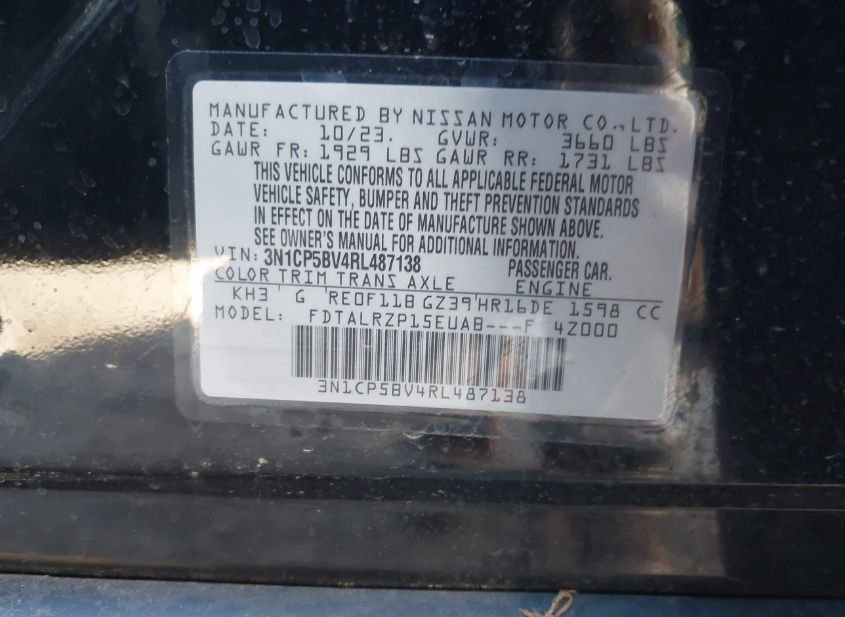 MANUFACTURED BY NISSAN MOTOR CO.,LTD.
DATE: 10/23. GVWR: 3660 LBS
GAWR FR: 1929 LBS GAWR RR: 1731 LBS
THIS VEHICLE CONFORMS TO ALL APPLICABLE FEDERAL MOTOR
VEHICLE SAFETY, BUMPER AND THEFT PREVENTION STANDARDS
IN EFFECT ON THE DATE OF MANUFACTURE SHOWN ABOVE.
SEE OWNER'S MANUAL FOR ADDITIONAL INFORMATION.
VIN: 3N1CP5BV4RL487138 PASSENGER CAR.
COLOR TRIM TRANS AXLE ENGINE
KH3 G 'RE0F11B GZ39'HR16DE 1598 CC
MODEL: FDTALRZP15EUAB---F 4Z000
3N1CP5BV4RL487138